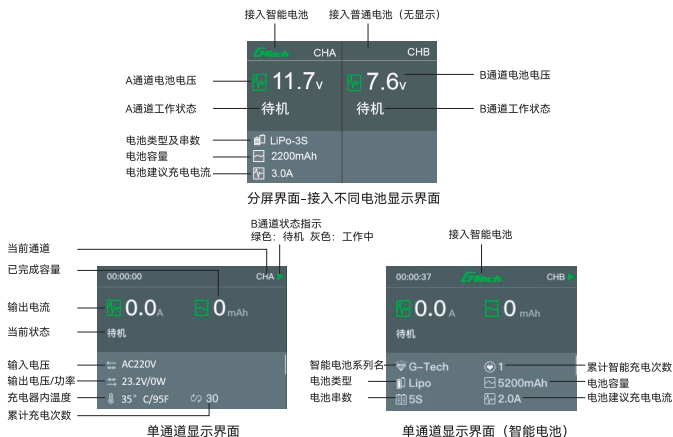 接入智能电池 接入普通电池（无显示）
G-Tech CHA CHB
A通道电池电压 11.7v 7.6v B通道电池电压
A通道工作状态 待机 待机 B通道工作状态
电池类型及串数 LiPo-3S
电池容量 2200mAh
电池建议充电电流 3.0A
分屏界面-接入不同电池显示界面
B通道状态指示
绿色：待机 灰色：工作中
接入智能电池
当前通道
已完成容量
00:00:00 CHA
输出电流 0.0A 0mAh
当前状态 待机
输入电压 AC220V
输出电压/功率 23.2V/0W
充电器内温度 35° C/95F 30
累计充电次数
单通道显示界面
00:00:37 G-Tech CHB
0.0A 0mAh
待机
智能电池系列名 G-Tech 1 累计智能充电次数
电池类型 Lipo 5200mAh 电池容量
电池串数 5S 2.0A 电池建议充电电流
单通道显示界面（智能电池）